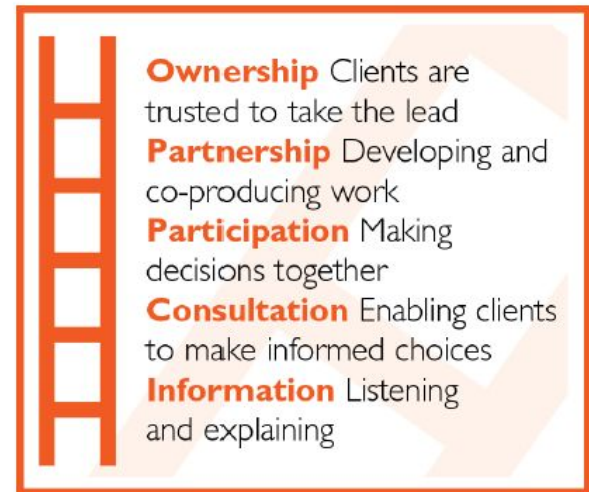 Ownership Clients are
trusted to take the lead
Partnership Developing and
co-producing work
Participation Making
decisions together
Consultation Enabling clients
to make informed choices
Information Listening
and explaining